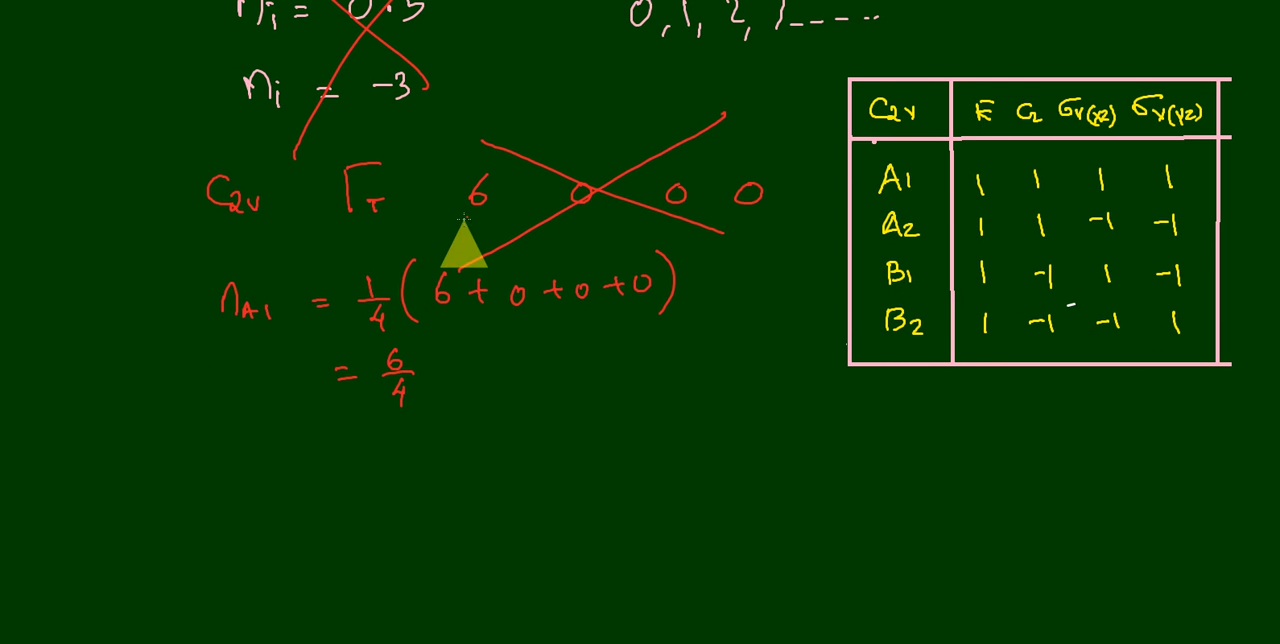 ni = 0.5
0, 1, 2, ) - - - - ..
ni = -3
C2v ΓT 6 0 0 0
nA1 = 1/4 ( 6 + 0 + 0 + 0 )
= 6/4
C2v E C2 σv(xz) σv(yz)
A1 1 1 1 1
A2 1 1 -1 -1
B1 1 -1 1 -1
B2 1 -1 -1 1